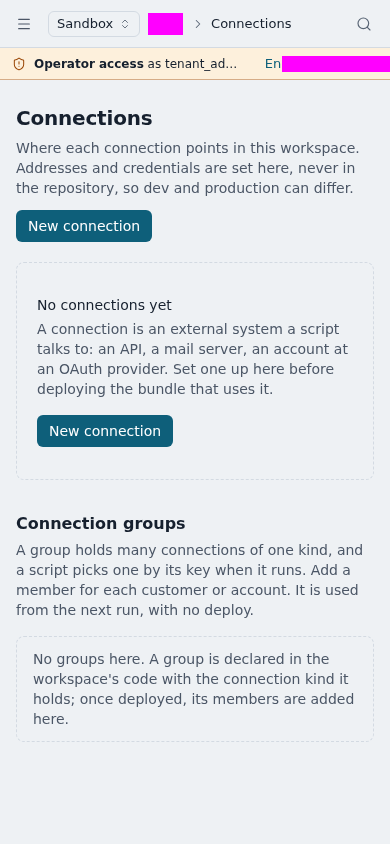 Sandbox
Connections
Operator access as tenant_ad...
En
Connections
Where each connection points in this workspace.
Addresses and credentials are set here, never in
the repository, so dev and production can differ.
New connection
No connections yet
A connection is an external system a script
talks to: an API, a mail server, an account at
an OAuth provider. Set one up here before
deploying the bundle that uses it.
New connection
Connection groups
A group holds many connections of one kind, and
a script picks one by its key when it runs. Add a
member for each customer or account. It is used
from the next run, with no deploy.
No groups here. A group is declared in the
workspace's code with the connection kind it
holds; once deployed, its members are added
here.